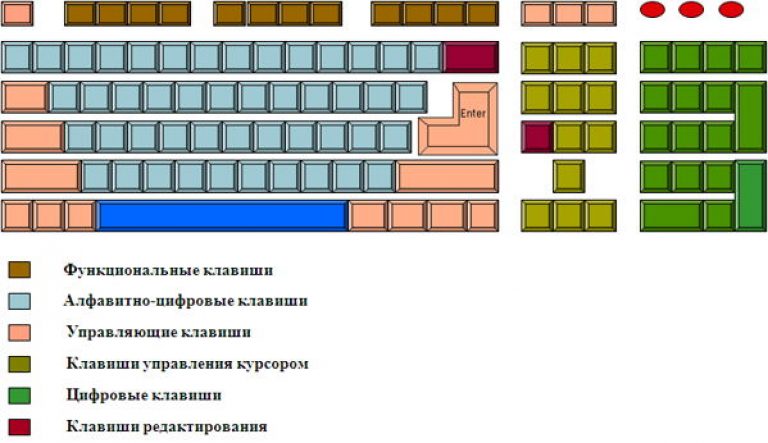 Enter
Функциональные клавиши
Алфавитно-цифровые клавиши
Управляющие клавиши
Клавиши управления курсором
Цифровые клавиши
Клавиши редактирования